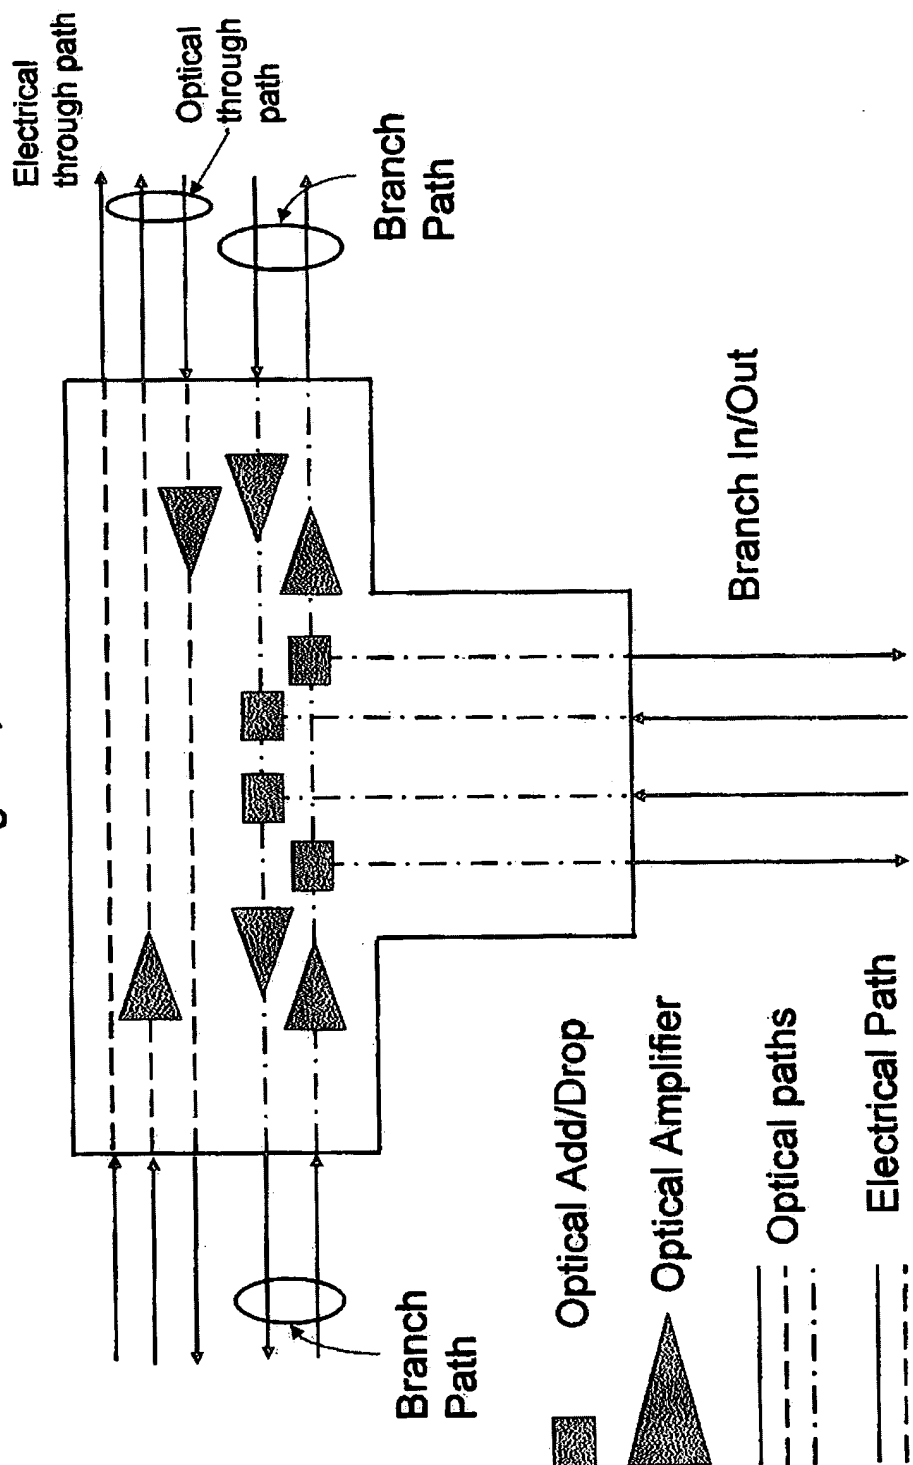 Electrical
through path
Optical
through
path
Branch
Path
Branch In/Out
Branch
Path
Optical Add/Drop
Optical Amplifier
Optical paths
Electrical Path